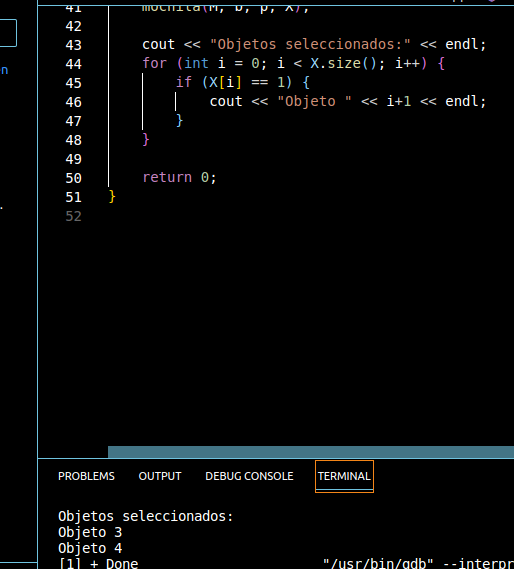 41 mochila(M, b, p, X);
42
43 cout << "Objetos seleccionados:" << endl;
44 for (int i = 0; i < X.size(); i++) {
45 if (X[i] == 1) {
46 cout << "Objeto " << i+1 << endl;
47 }
48 }
49
50 return 0;
51 }
52
n
.
PROBLEMS OUTPUT DEBUG CONSOLE TERMINAL
Objetos seleccionados:
Objeto 3
Objeto 4
[1] + Done "/usr/bin/gdb" --interpr